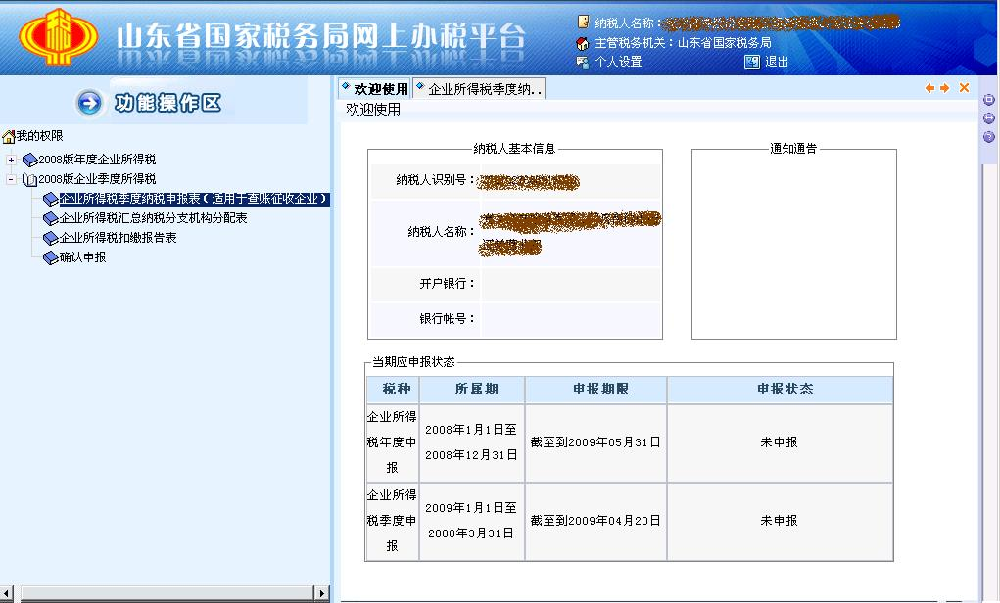 山东省国家税务局网上办税平台
纳税人名称：
主管税务机关：山东省国家税务局
个人设置 退出
功能操作区
我的权限
2008版年度企业所得税
2008版企业季度所得税
企业所得税季度纳税申报表（适用于查账征收企业）
企业所得税汇总纳税分支机构分配表
企业所得税扣缴报告表
确认申报
欢迎使用 企业所得税季度纳..
欢迎使用
纳税人基本信息
纳税人识别号：
纳税人名称：
开户银行：
银行帐号：
通知通告
当期应申报状态
税种 所属期 申报期限 申报状态
企业所得
税年度申
报
2008年1月1日至
2008年12月31日
截至到2009年05月31日
未申报
企业所得
税季度申
报
2009年1月1日至
2008年3月31日
截至到2009年04月20日
未申报